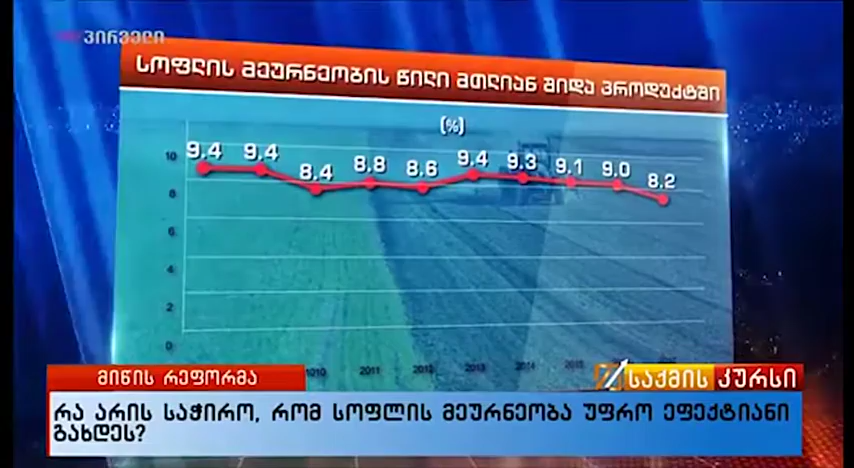 პირველი
სოფლის მეურნეობის წილი მთლიან შიდა პროდუქტში
(%)
9.4 9.4 8.4 8.8 8.6 9.4 9.3 9.1 9.0 8.2
10
8
6
4
2
0
1010 2011 2012 2013 2014 2015
მიწის რეფორმა
საქმის კურსი
რა არის საჭირო, რომ სოფლის მეურნეობა უფრო ეფექტიანი
გახდეს?